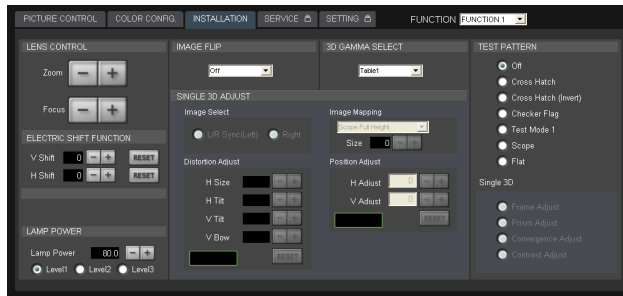 PICTURE CONTROL COLOR CONFIG. INSTALLATION SERVICE SETTING FUNCTION FUNCTION 1
LENS CONTROL
Zoom - +
Focus - +
ELECTRIC SHIFT FUNCTION
V Shift 0 - + RESET
H Shift 0 - + RESET
LAMP POWER
Lamp Power 80.0 - +
Level1 Level2 Level3
IMAGE FLIP
Off
3D GAMMA SELECT
Table1
SINGLE 3D ADJUST
Image Select
L/R Sync(Left) Right
Image Mapping
Scope Full Height
Size 0 - +
Distortion Adjust
H Size - +
H Tilt - +
V Tilt - +
V Bow - +
RESET
Position Adjust
H Adjust 0 - +
V Adjust 0 - +
RESET
TEST PATTERN
Off
Cross Hatch
Cross Hatch (Invert)
Checker Flag
Test Mode 1
Scope
Flat
Single 3D
Frame Adjust
Prism Adjust
Convergence Adjust
Contrast Adjust